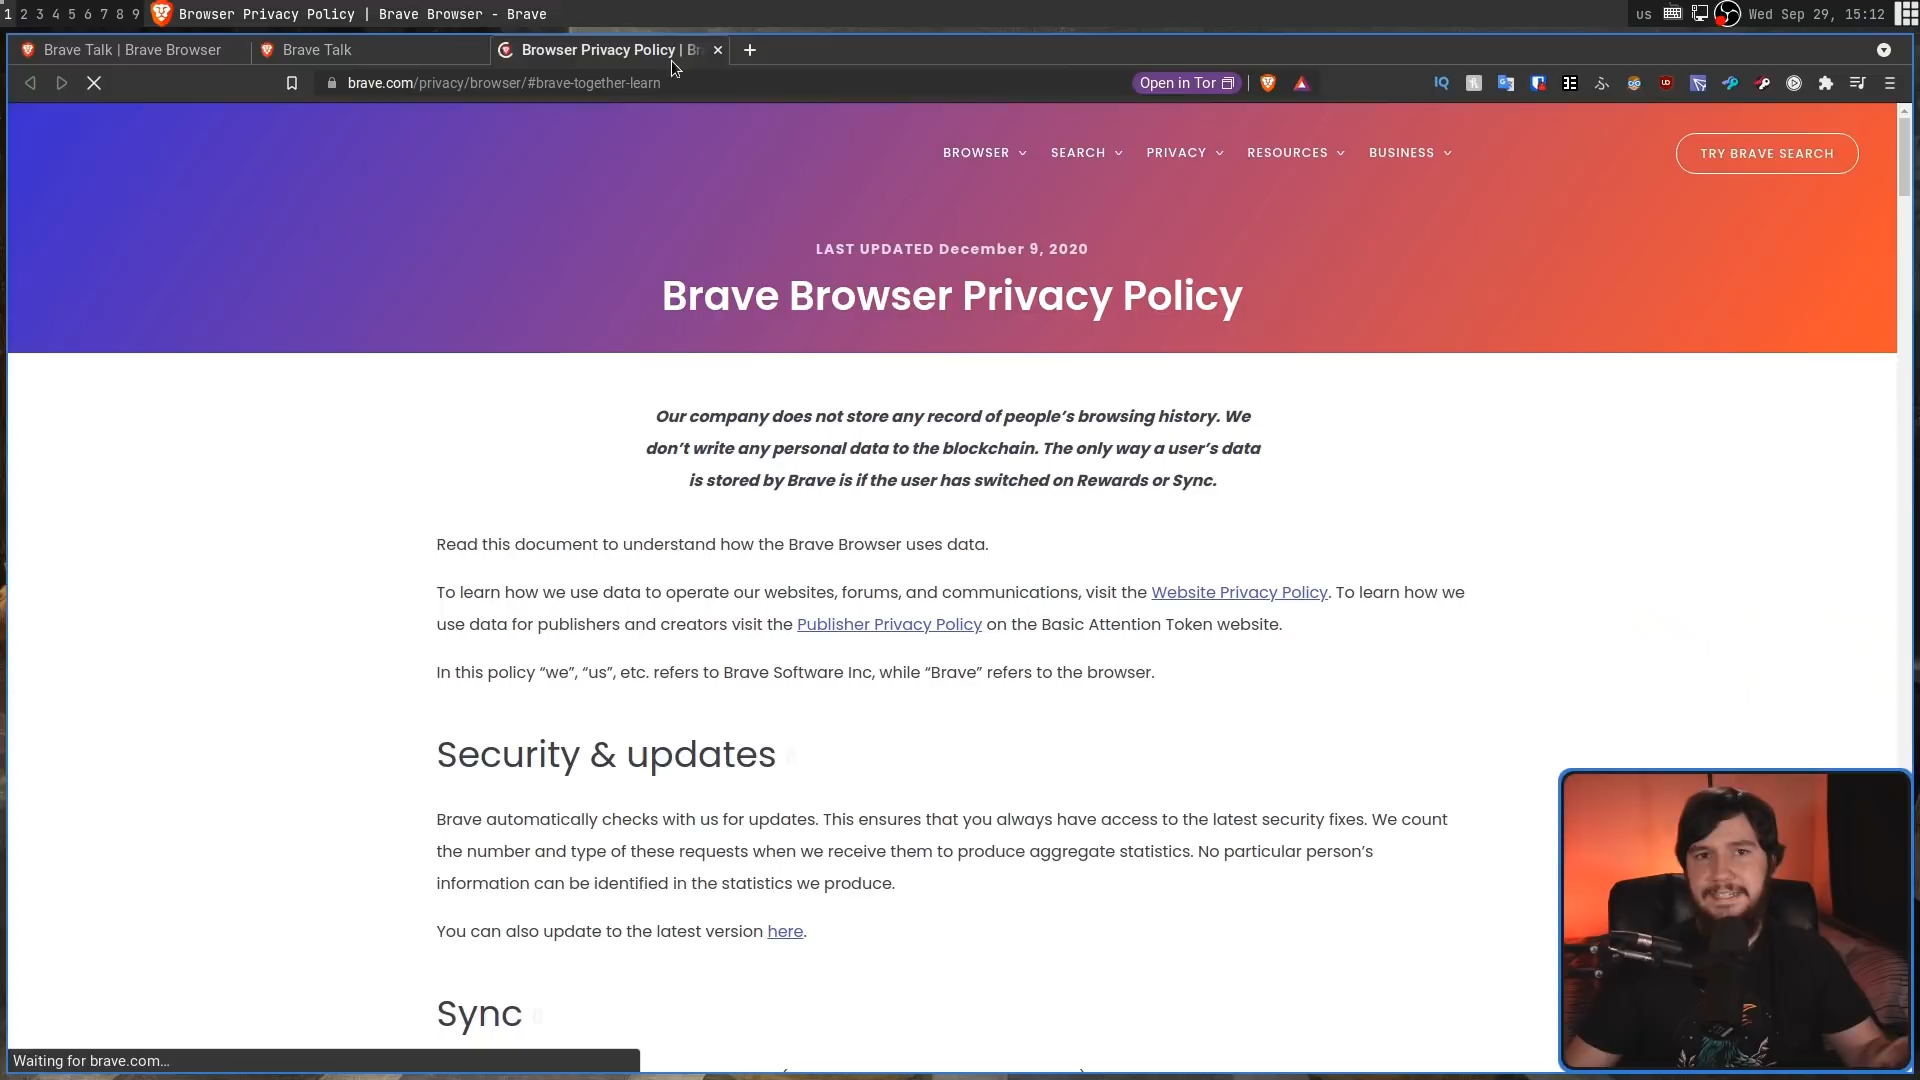 1 2 3 4 5 6 7 8 9 Browser Privacy Policy | Brave Browser - Brave
us Wed Sep 29, 15:12
Brave Talk | Brave Browser
Brave Talk
Browser Privacy Policy | Br
brave.com/privacy/browser/#brave-together-learn
Open in Tor
BROWSER SEARCH PRIVACY RESOURCES BUSINESS
TRY BRAVE SEARCH
LAST UPDATED December 9, 2020
Brave Browser Privacy Policy
Our company does not store any record of people’s browsing history. We
don’t write any personal data to the blockchain. The only way a user’s data
is stored by Brave is if the user has switched on Rewards or Sync.
Read this document to understand how the Brave Browser uses data.
To learn how we use data to operate our websites, forums, and communications, visit the Website Privacy Policy. To learn how we
use data for publishers and creators visit the Publisher Privacy Policy on the Basic Attention Token website.
In this policy “we”, “us”, etc. refers to Brave Software Inc, while “Brave” refers to the browser.
Security & updates
Brave automatically checks with us for updates. This ensures that you always have access to the latest security fixes. We count
the number and type of these requests when we receive them to produce aggregate statistics. No particular person’s
information can be identified in the statistics we produce.
You can also update to the latest version here.
Sync
Waiting for brave.com...